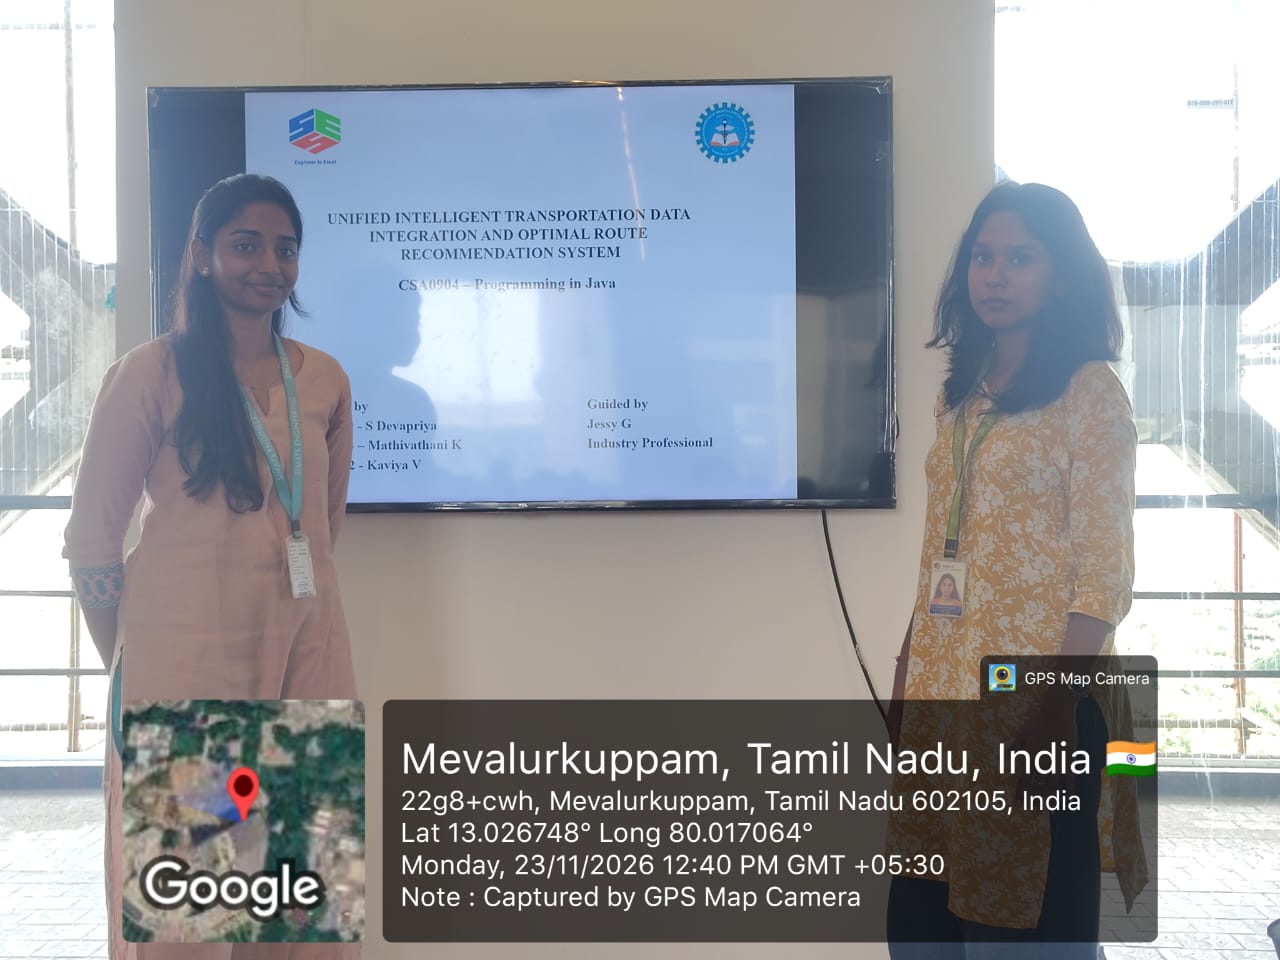 Engineer to Excel
UNIFIED INTELLIGENT TRANSPORTATION DATA
INTEGRATION AND OPTIMAL ROUTE
RECOMMENDATION SYSTEM
CSA0904 – Programming in Java
by
- S Devapriya
– Mathivathani K
2 - Kaviya V
Guided by
Jessy G
Industry Professional
GPS Map Camera
Mevalurkuppam, Tamil Nadu, India
22g8+cwh, Mevalurkuppam, Tamil Nadu 602105, India
Lat 13.026748° Long 80.017064°
Monday, 23/11/2026 12:40 PM GMT +05:30
Note : Captured by GPS Map Camera
Google